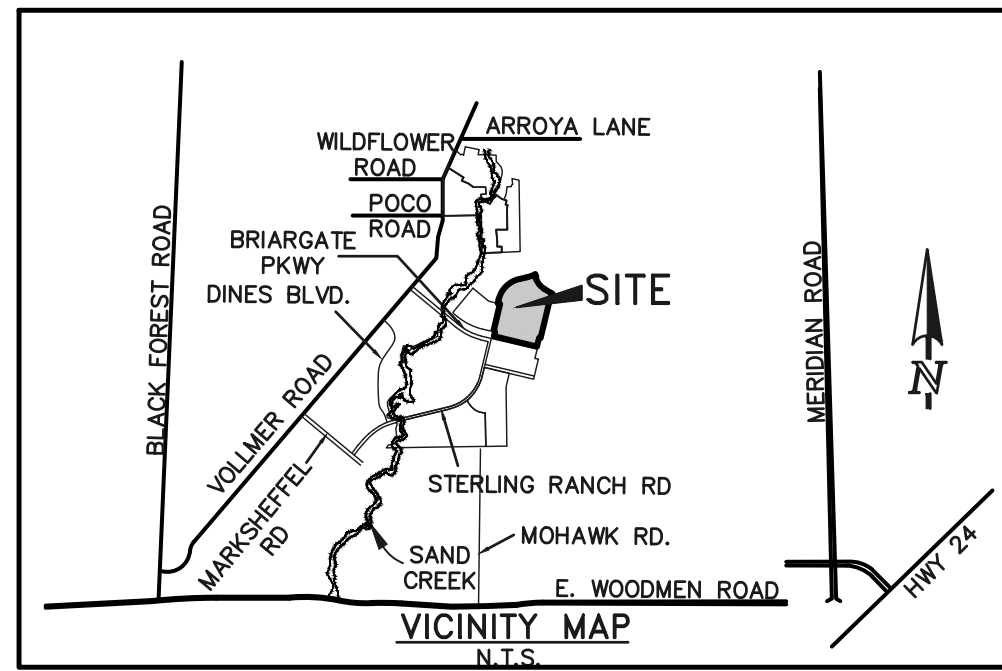 ARROYA LANE
WILDFLOWER
ROAD
POCO
ROAD
BRIARGATE
PKWY
DINES BLVD.
SITE
BLACK FOREST ROAD
MERIDIAN ROAD
N
VOLLMER ROAD
MARKSHEFFEL
RD
STERLING RANCH RD
MOHAWK RD.
SAND
CREEK
HWY 24
E. WOODMEN ROAD
VICINITY MAP
N.T.S.